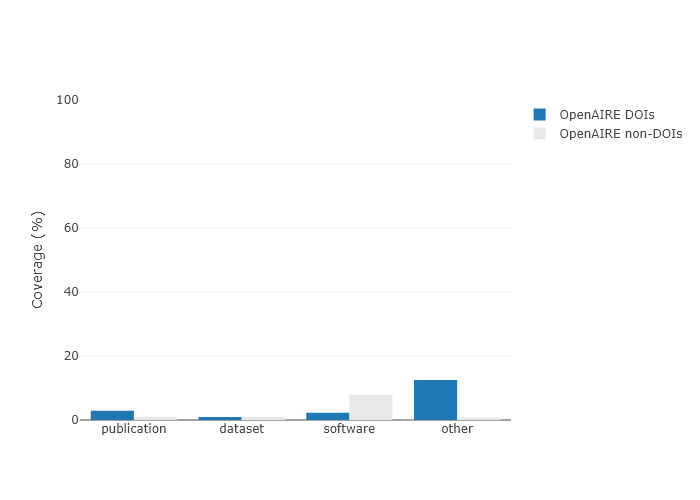 100
80
60
40
20
0
Coverage (%)
publication
dataset
software
other
OpenAIRE DOIs
OpenAIRE non-DOIs